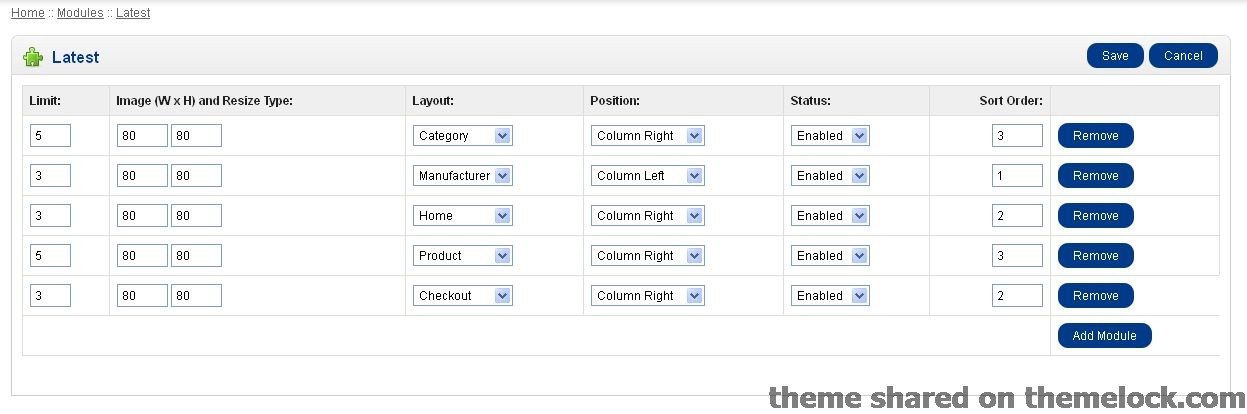 Home :: Modules :: Latest
Latest Save Cancel
Limit: Image (W x H) and Resize Type: Layout: Position: Status: Sort Order:
5 80 80 Category Column Right Enabled 3 Remove
3 80 80 Manufacturer Column Left Enabled 1 Remove
3 80 80 Home Column Right Enabled 2 Remove
5 80 80 Product Column Right Enabled 3 Remove
3 80 80 Checkout Column Right Enabled 2 Remove
Add Module
theme shared on themelock.com